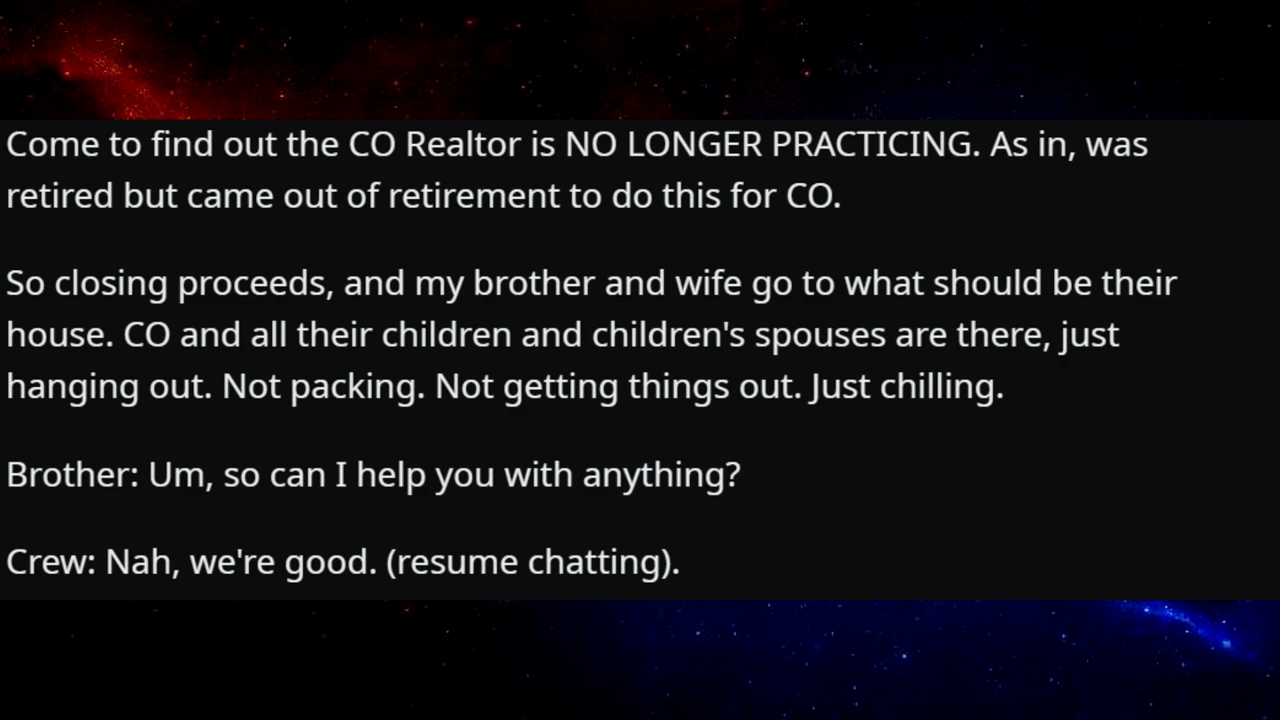 Come to find out the CO Realtor is NO LONGER PRACTICING. As in, was
retired but came out of retirement to do this for CO.
So closing proceeds, and my brother and wife go to what should be their
house. CO and all their children and children's spouses are there, just
hanging out. Not packing. Not getting things out. Just chilling.
Brother: Um, so can I help you with anything?
Crew: Nah, we're good. (resume chatting).